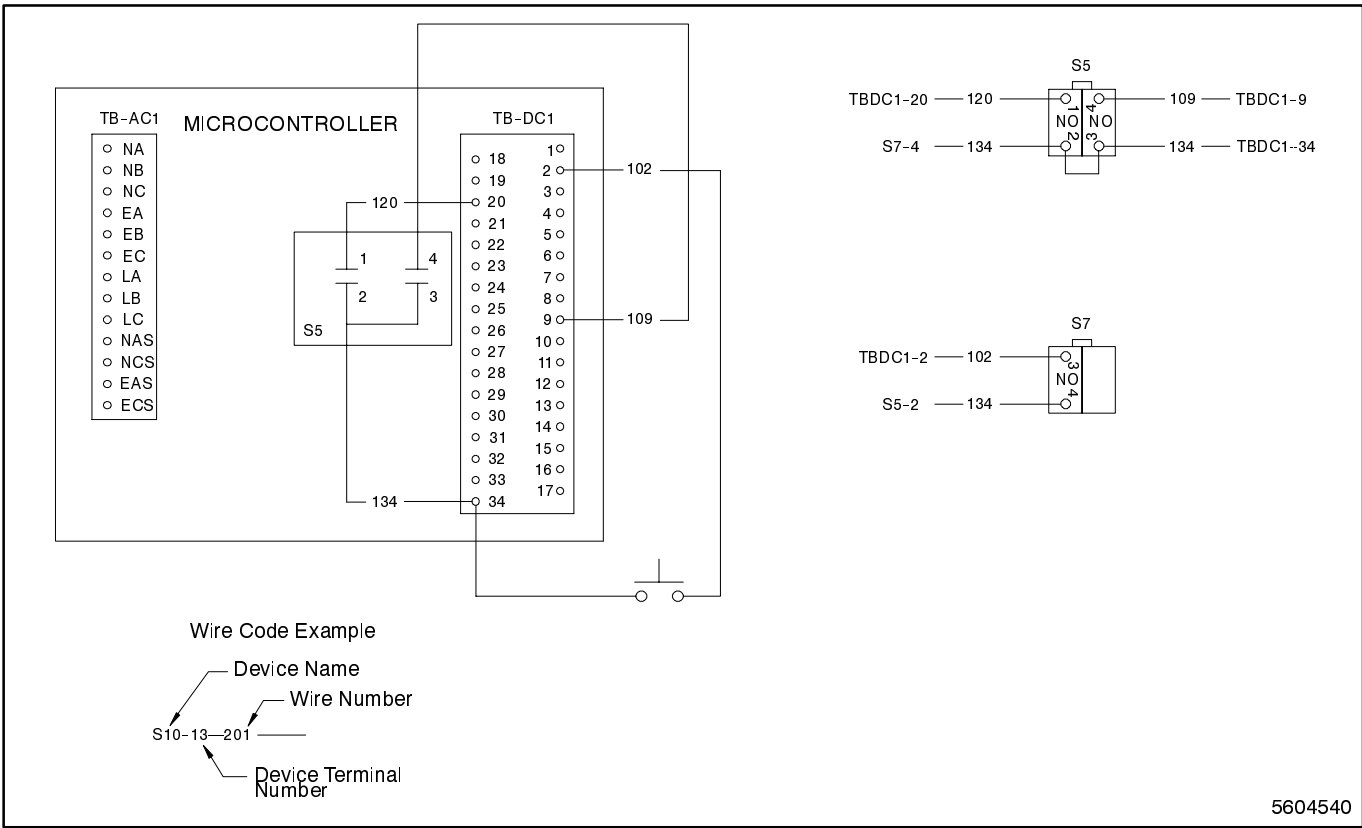 TB-AC1
MICROCONTROLLER
TB-DC1
NA
NB
NC
EA
EB
EC
LA
LB
LC
NAS
NCS
EAS
ECS
120
1
4
2
3
S5
134
18
19
20
21
22
23
24
25
26
27
28
29
30
31
32
33
34
1
2
3
4
5
6
7
8
9
10
11
12
13
14
15
16
17
102
109
S5
TBDC1-20 120 1 4 109 TBDC1-9
NO NO
S7-4 134 2 3 134 TBDC1-34
S7
TBDC1-2 102 3
NO
S5-2 134 4
Wire Code Example
Device Name
Wire Number
S10-13—201
Device Terminal
Number
5604540